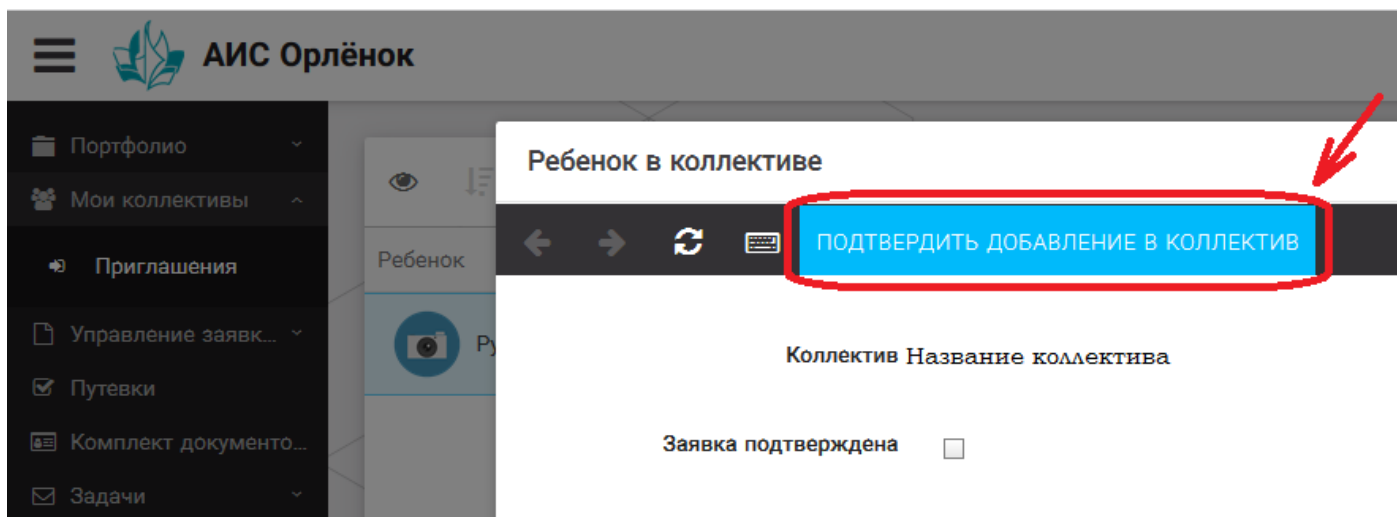 АИС Орлёнок
Портфолио
Мои коллективы
Приглашения
Управление заявк...
Путевки
Комплект документо...
Задачи
Ребенок
Ру
Ребенок в коллективе
ПОДТВЕРДИТЬ ДОБАВЛЕНИЕ В КОЛЛЕКТИВ
Коллектив Название коллектива
Заявка подтверждена